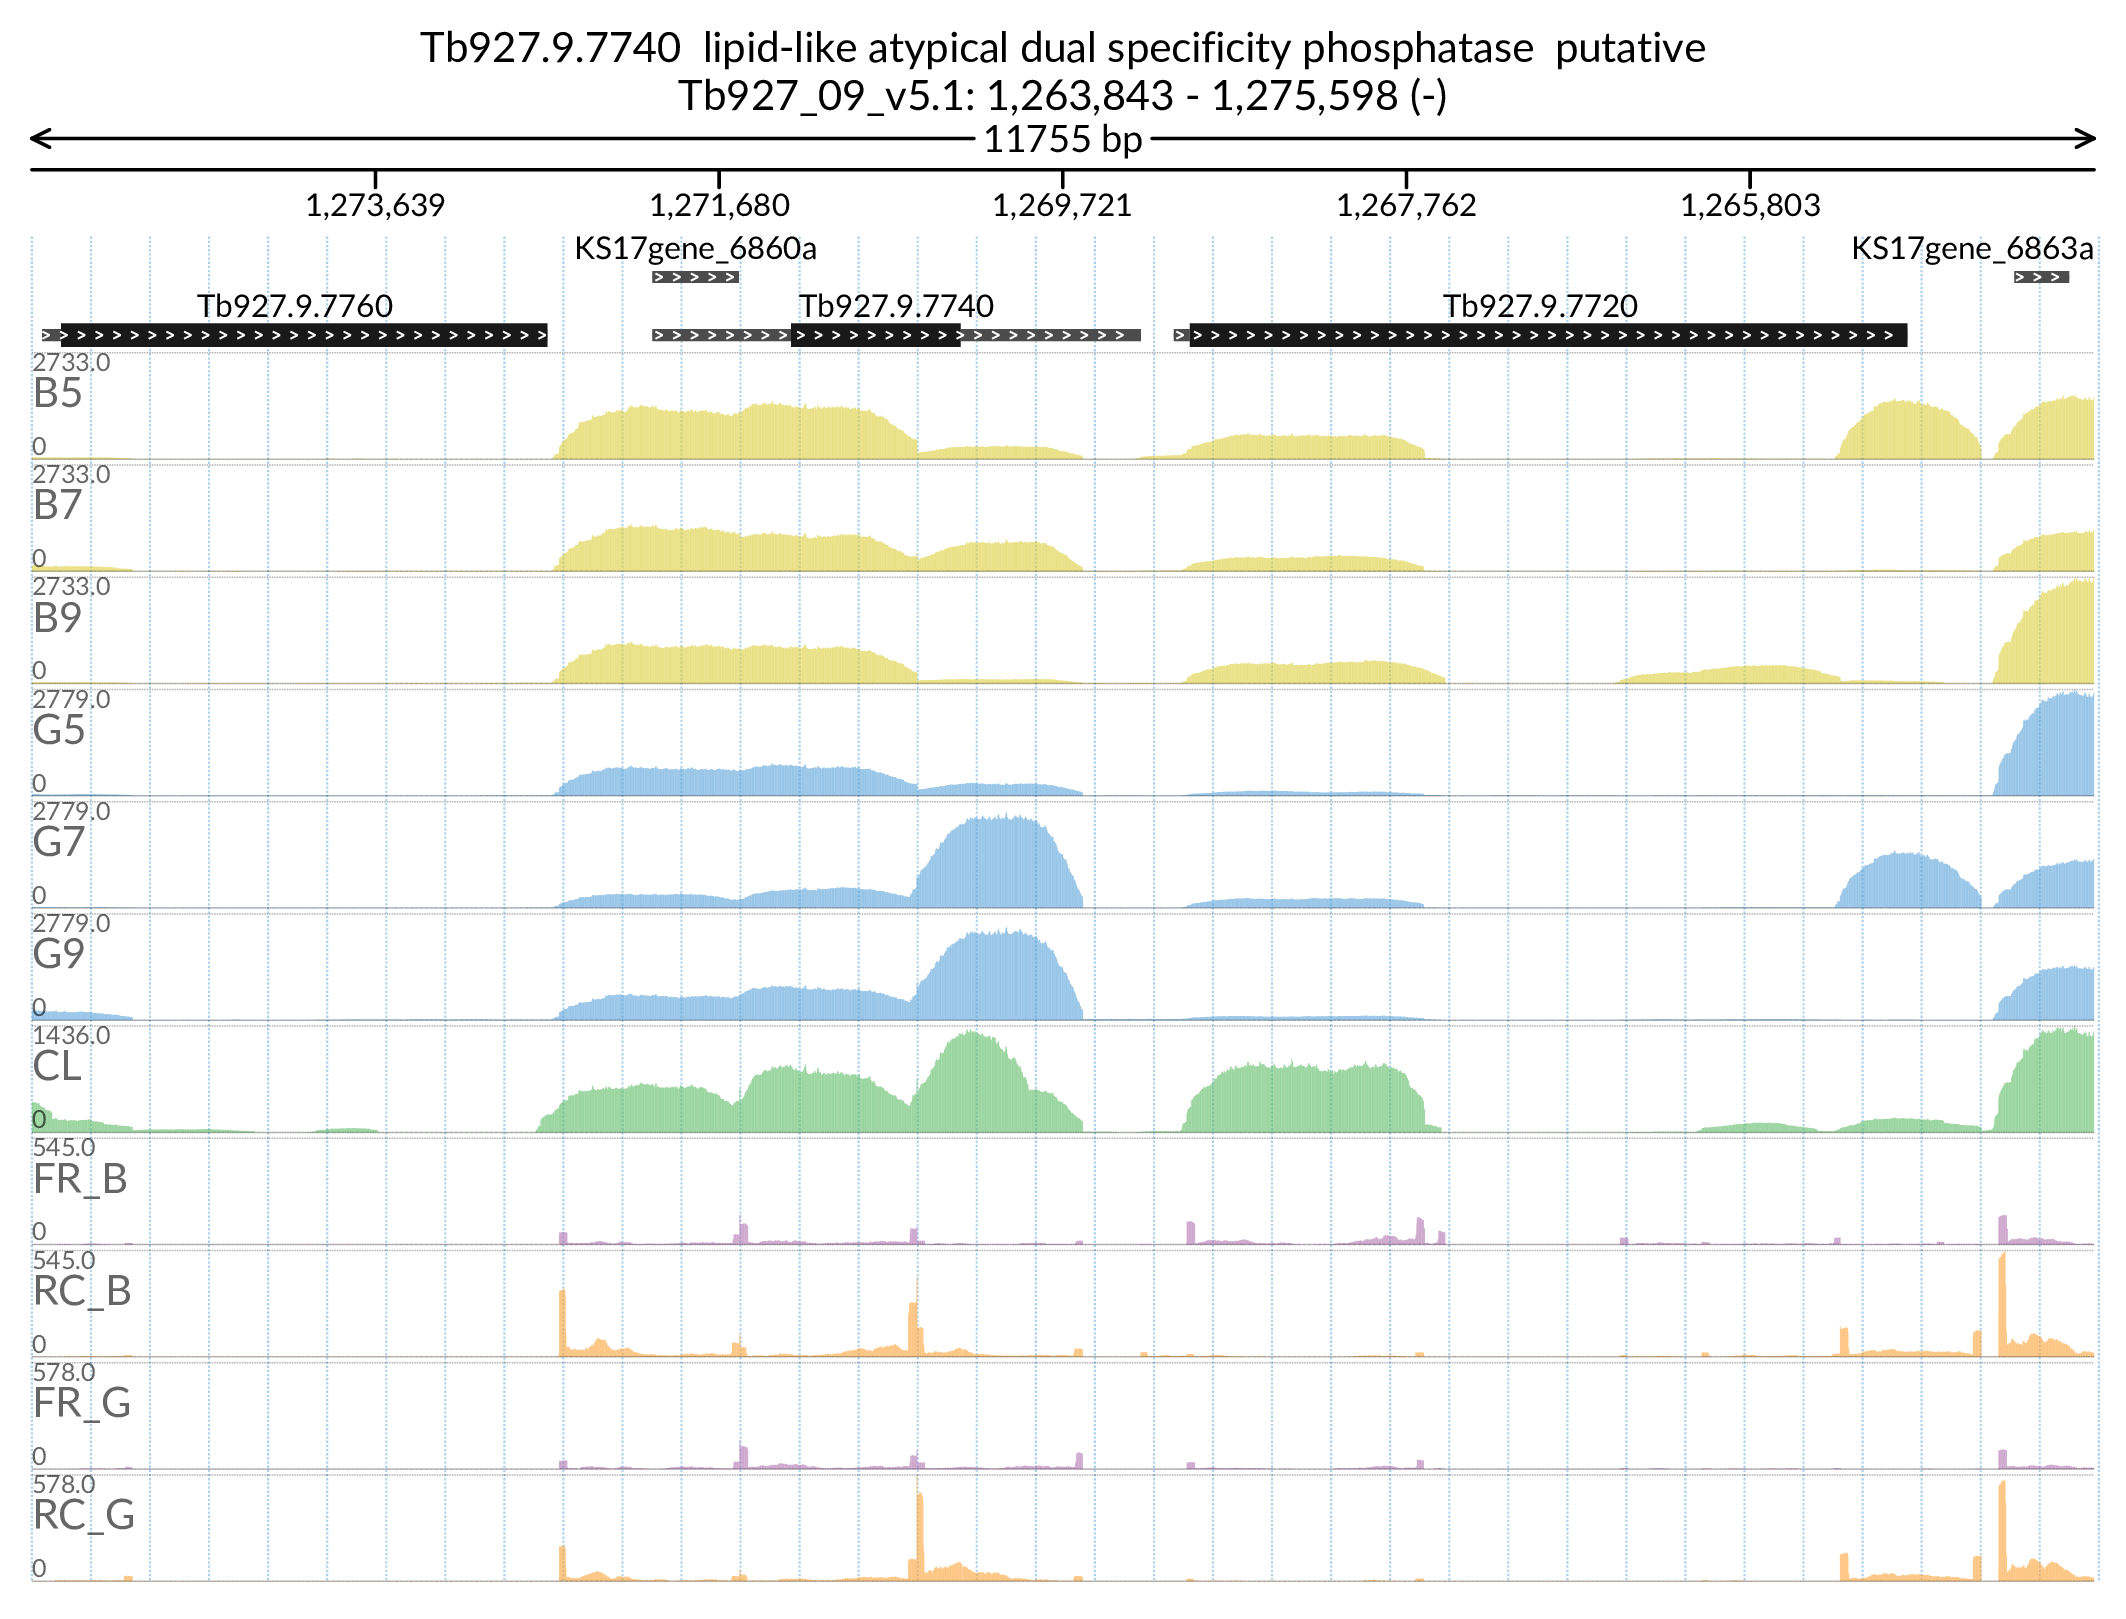 Tb927.9.7740  lipid-like atypical dual specificity phosphatase  putative
Tb927_09_v5.1: 1,263,843 - 1,275,598 (-)
11755 bp
1,273,639 1,271,680 1,269,721 1,267,762 1,265,803
KS17gene_6860a KS17gene_6863a
Tb927.9.7760 Tb927.9.7740 Tb927.9.7720
2733.0
B5
0
2733.0
B7
0
2733.0
B9
0
2779.0
G5
0
2779.0
G7
0
2779.0
G9
0
1436.0
CL
0
545.0
FR_B
0
545.0
RC_B
0
578.0
FR_G
0
578.0
RC_G
0